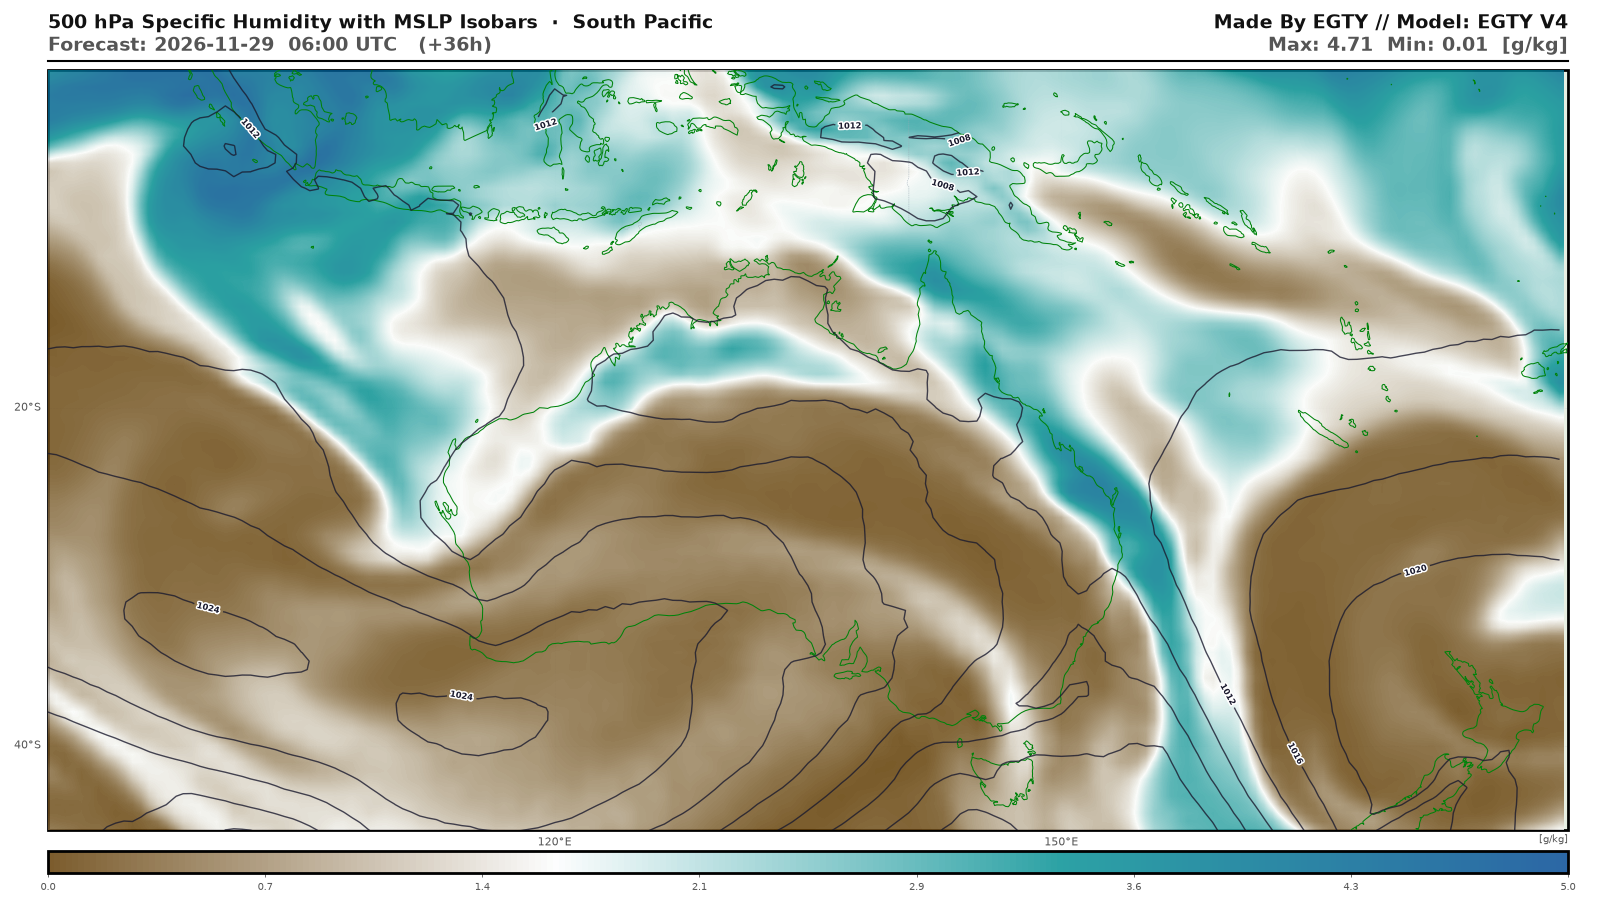 500 hPa Specific Humidity with MSLP Isobars · South Pacific
Made By EGTY // Model: EGTY V4
Forecast: 2026-11-29 06:00 UTC (+36h)
Max: 4.71 Min: 0.01 [g/kg]
1012
1012
1012
1008
1012
1008
20°S
1020
1024
1024
1012
40°S
1016
120°E
150°E
[g/kg]
0.0
0.7
1.4
2.1
2.9
3.6
4.3
5.0